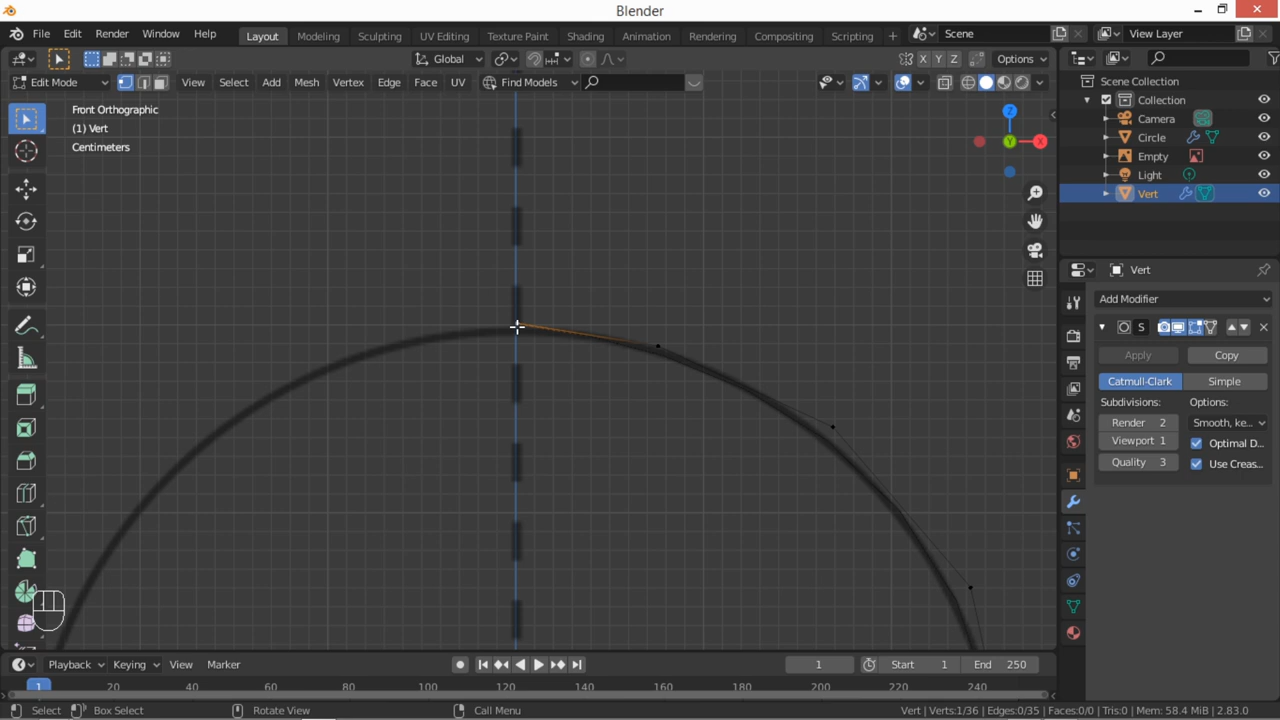 Blender
File Edit Render Window Help Layout Modeling Sculpting UV Editing Texture Paint Shading Animation Rendering Compositing Scripting + Scene View Layer
Global X Y Z Options
Edit Mode View Select Add Mesh Vertex Edge Face UV Find Models
Front Orthographic
(1) Vert
Centimeters
Z
Y
X
Scene Collection
Collection
Camera
Circle
Empty
Light
Vert
Vert
Add Modifier
S
Apply Copy
Catmull-Clark Simple
Subdivisions: Options:
Render 2 Smooth, ke...
Viewport 1 Optimal D...
Quality 3 Use Creas...
Playback Keying View Marker 1 Start 1 End 250
1 20 40 60 80 100 120 140 160 180 200 220 240
Select Box Select Rotate View Call Menu Vert | Verts:1/36 | Edges:0/35 | Faces:0/0 | Tris:0 | Mem: 58.4 MiB | 2.83.0